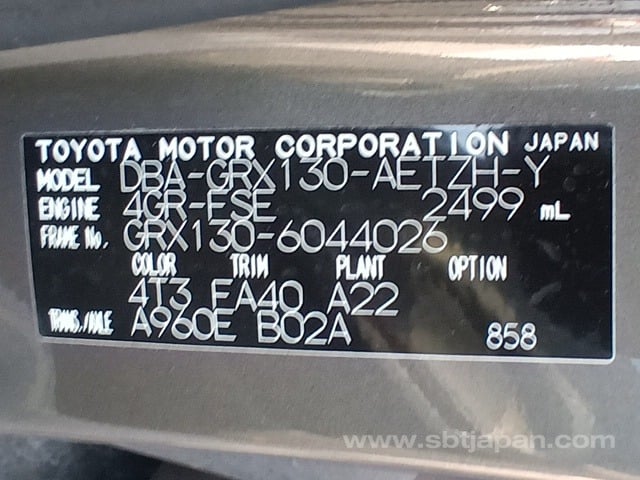 TOYOTA MOTOR CORPORATION JAPAN
MODEL DBA-GRX130-AETZH-Y
ENGINE 4GR-FSE 2499 mL
FRAME No. GRX130-6044026
COLOR TRIM PLANT OPTION
4T3 FA40 A22
TRANS./AXLE A960E B02A 858
www.sbtjapan.com